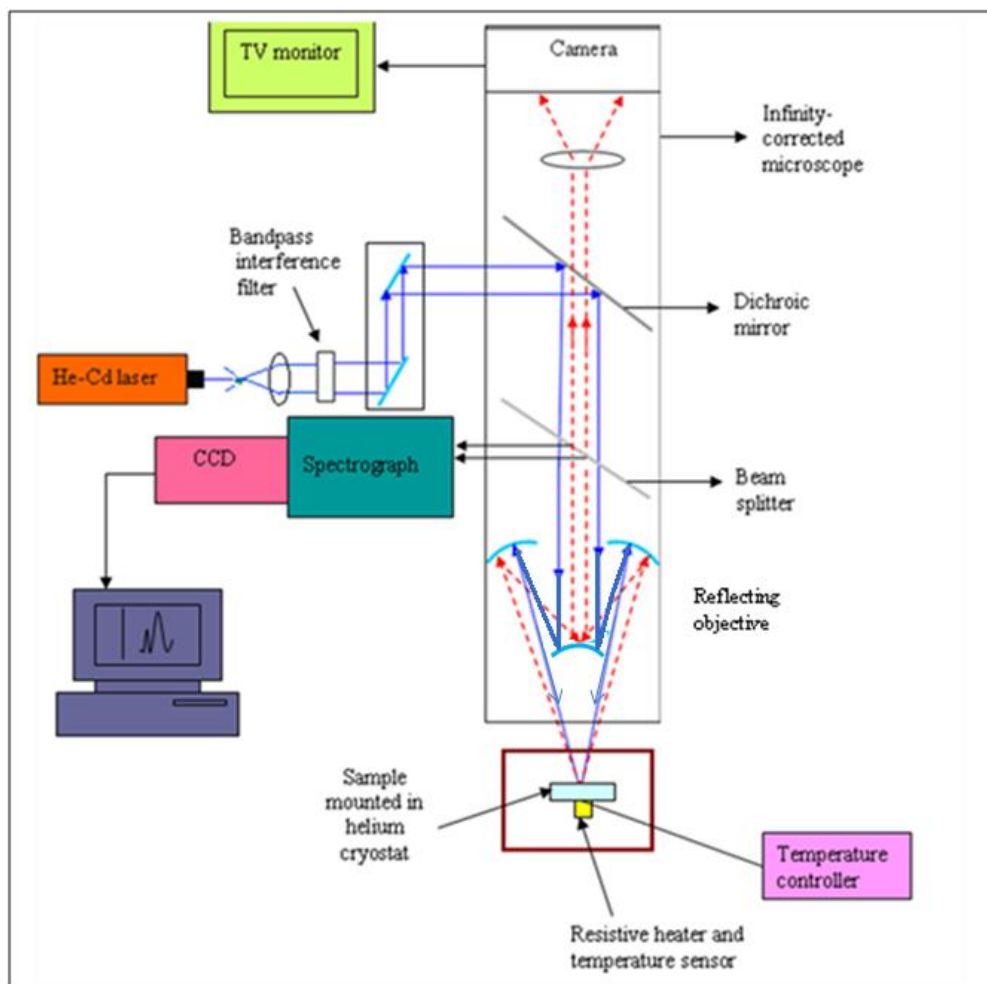 TV monitor
Camera
Infinity-
corrected
microscope
Bandpass
interference
filter
Dichroic
mirror
He-Cd laser
CCD
Spectrograph
Beam
splitter
Reflecting
objective
Sample
mounted in
helium
cryostat
Temperature
controller
Resistive heater and
temperature sensor